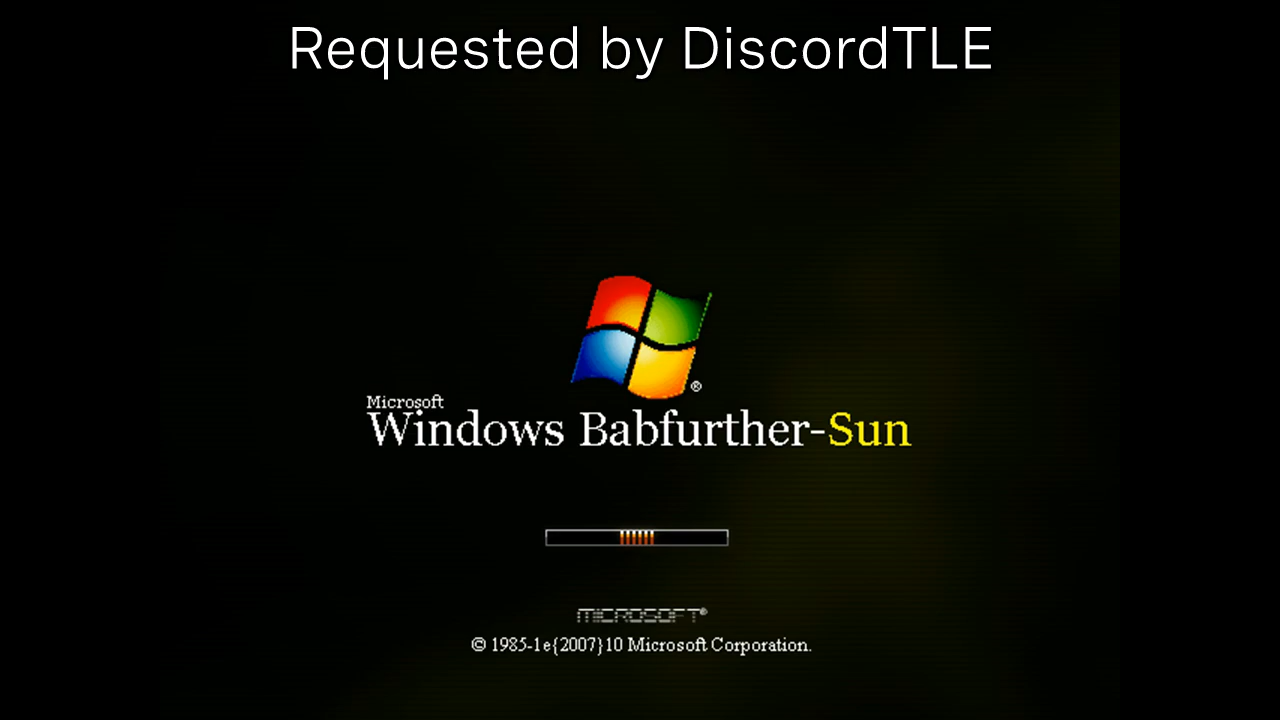 Requested by DiscordTLE
®
Microsoft
Windows Babfurther-Sun
MICROSOFT®
© 1985-1e{2007}10 Microsoft Corporation.